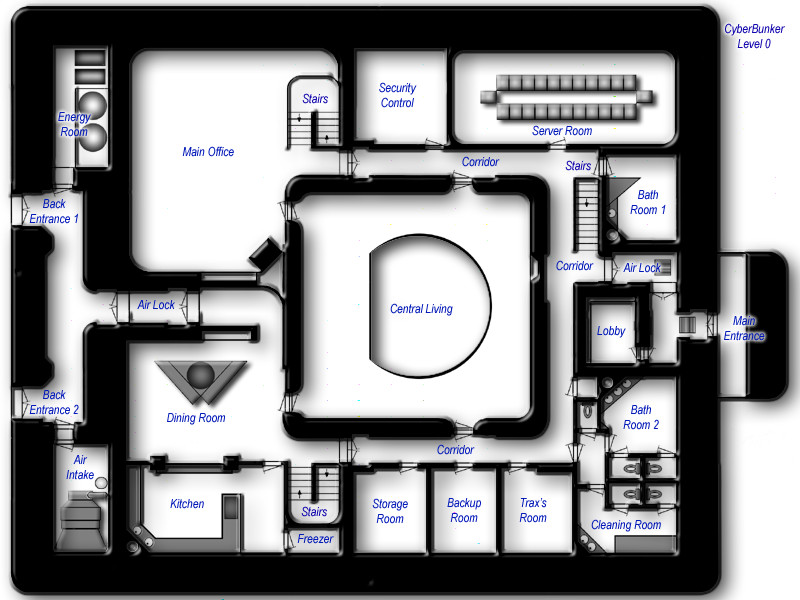 CyberBunker
Level 0
Energy
Room
Stairs
Security
Control
Server Room
Main Office
Corridor
Stairs
Back
Entrance 1
Bath
Room 1
Corridor
Air Lock
Air Lock
Central Living
Lobby
Main
Entrance
Back
Entrance 2
Dining Room
Bath
Room 2
Corridor
Air
Intake
Kitchen
Stairs
Storage
Room
Backup
Room
Trax's
Room
Cleaning Room
Freezer